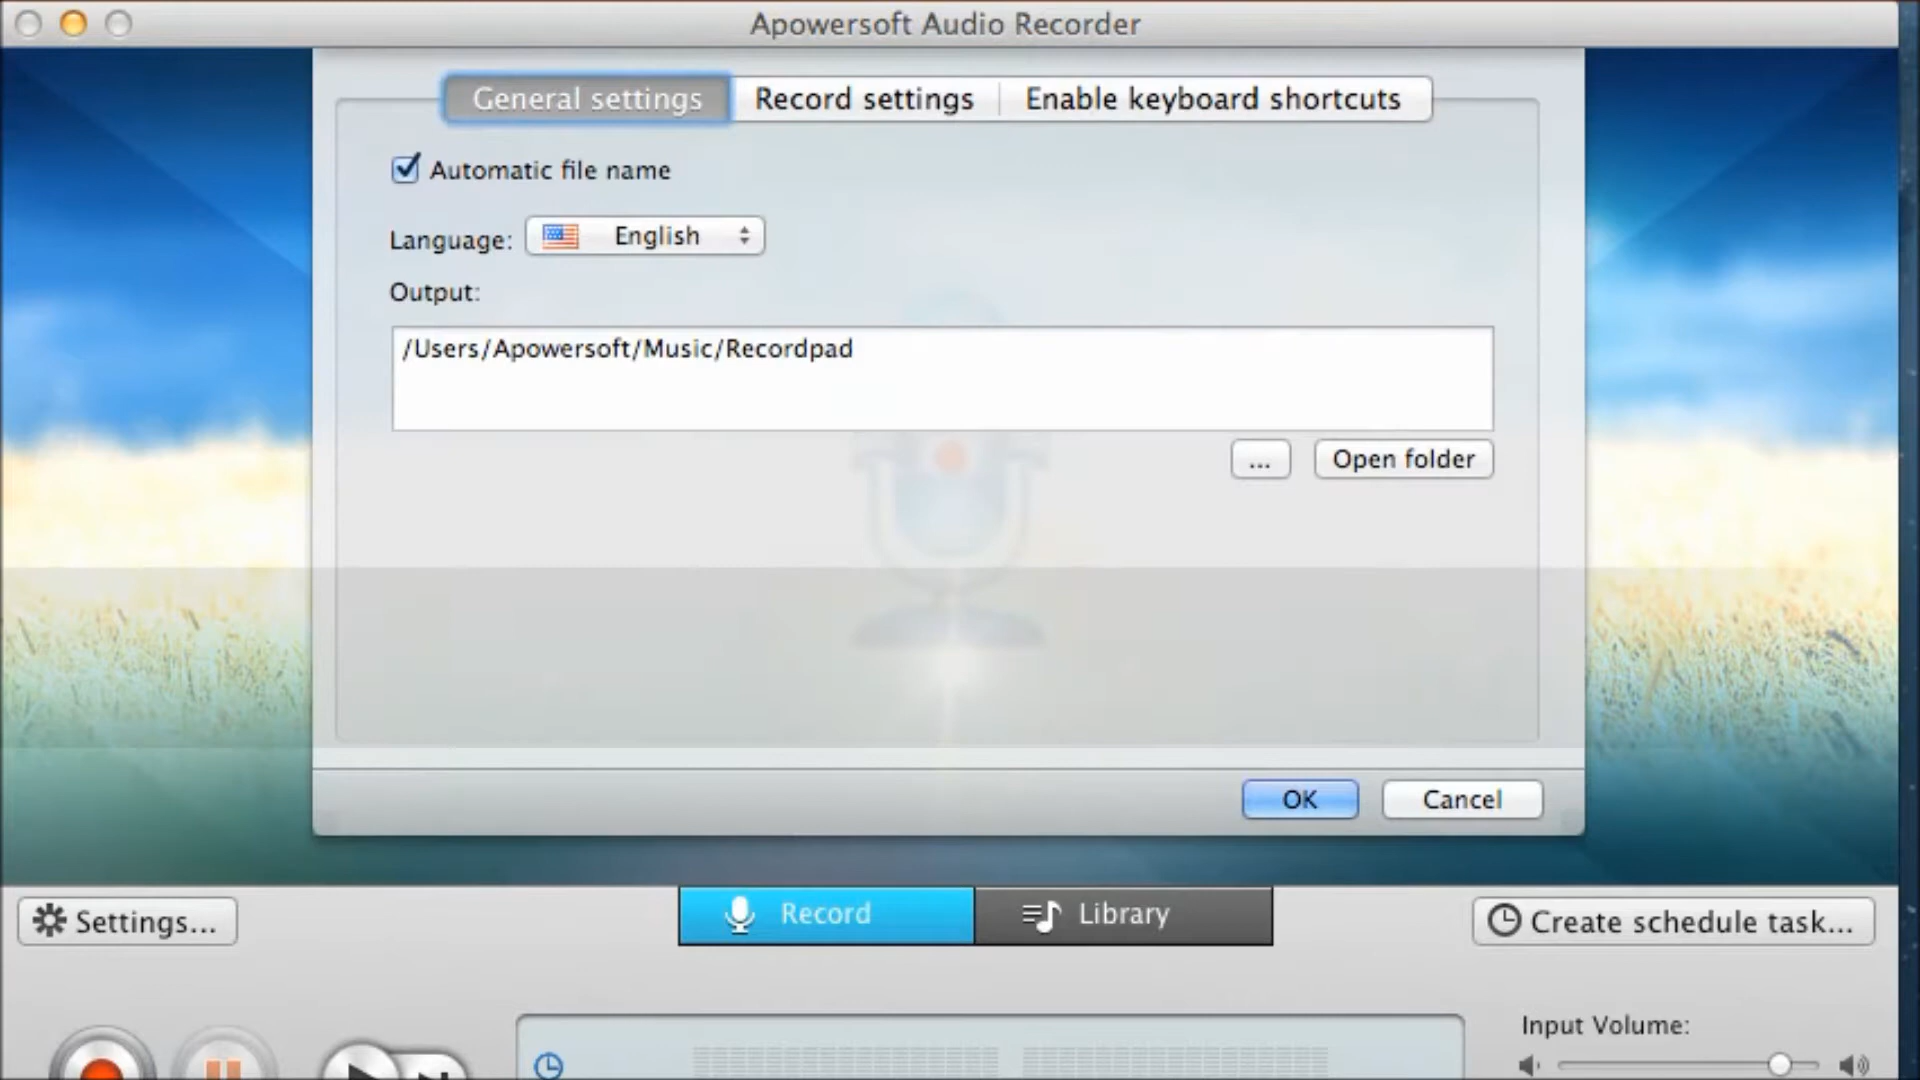 Apowersoft Audio Recorder
General settings
Record settings
Enable keyboard shortcuts
Automatic file name
Language:
English
Output:
/Users/Apowersoft/Music/Recordpad
...
Open folder
OK
Cancel
Settings...
Record
Library
Create schedule task...
Input Volume: